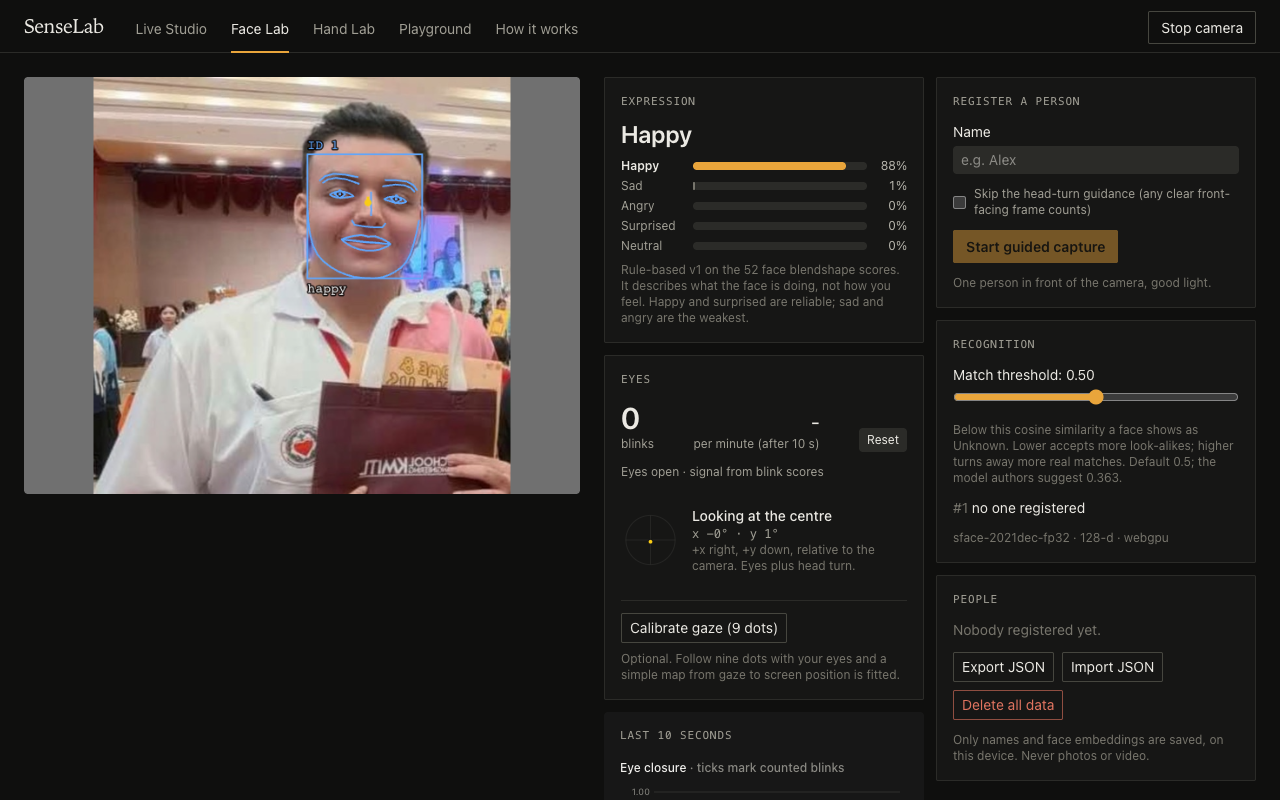 SenseLab
Live Studio
Face Lab
Hand Lab
Playground
How it works
Stop camera
ID 1
happy
EXPRESSION
Happy
Happy 88%
Sad 1%
Angry 0%
Surprised 0%
Neutral 0%
Rule-based v1 on the 52 face blendshape scores.
It describes what the face is doing, not how you
feel. Happy and surprised are reliable; sad and
angry are the weakest.
EYES
0 –
blinks per minute (after 10 s)
Reset
Eyes open · signal from blink scores
Looking at the centre
x −0° · y 1°
+x right, +y down, relative to the
camera. Eyes plus head turn.
Calibrate gaze (9 dots)
Optional. Follow nine dots with your eyes and a
simple map from gaze to screen position is fitted.
LAST 10 SECONDS
Eye closure · ticks mark counted blinks
1.00
REGISTER A PERSON
Name
e.g. Alex
Skip the head-turn guidance (any clear front-
facing frame counts)
Start guided capture
One person in front of the camera, good light.
RECOGNITION
Match threshold: 0.50
Below this cosine similarity a face shows as
Unknown. Lower accepts more look-alikes; higher
turns away more real matches. Default 0.5; the
model authors suggest 0.363.
#1 no one registered
sface-2021dec-fp32 · 128-d · webgpu
PEOPLE
Nobody registered yet.
Export JSON
Import JSON
Delete all data
Only names and face embeddings are saved, on
this device. Never photos or video.